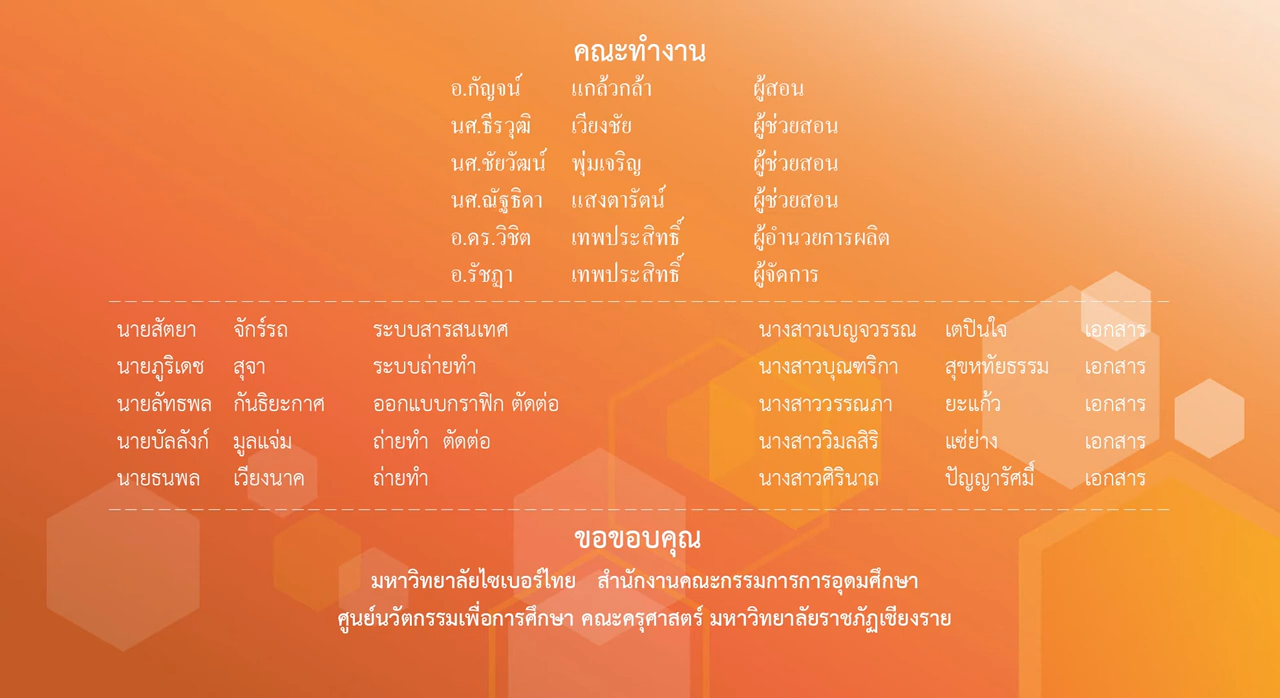 คณะทำงาน
อ.กัญจน์ แกล้วกล้า ผู้สอน
นศ.ธีรวุฒิ เวียงชัย ผู้ช่วยสอน
นศ.ชัยวัฒน์ พุ่มเจริญ ผู้ช่วยสอน
นศ.ณัฐธิดา แสงดารัตน์ ผู้ช่วยสอน
อ.ดร.วิชิต เทพประสิทธิ์ ผู้อำนวยการผลิต
อ.รัชฎา เทพประสิทธิ์ ผู้จัดการ
นายสัตยา จักร์รถ ระบบสารสนเทศ นางสาวเบญจวรรณ เตปินใจ เอกสาร
นายภูริเดช สุจา ระบบถ่ายทำ นางสาวบุณฑริกา สุขหทัยธรรม เอกสาร
นายลัทธพล กันธิยะกาศ ออกแบบกราฟิก ตัดต่อ นางสาววรรณภา ยะแก้ว เอกสาร
นายบัลลังก์ มูลแจ่ม ถ่ายทำ ตัดต่อ นางสาววิมลสิริ แซ่ย่าง เอกสาร
นายธนพล เวียงนาค ถ่ายทำ นางสาวศิรินาถ ปัญญารัศมี์ เอกสาร
ขอขอบคุณ
มหาวิทยาลัยไซเบอร์ไทย สำนักงานคณะกรรมการการอุดมศึกษา
ศูนย์นวัตกรรมเพื่อการศึกษา คณะครุศาสตร์ มหาวิทยาลัยราชภัฏเชียงราย